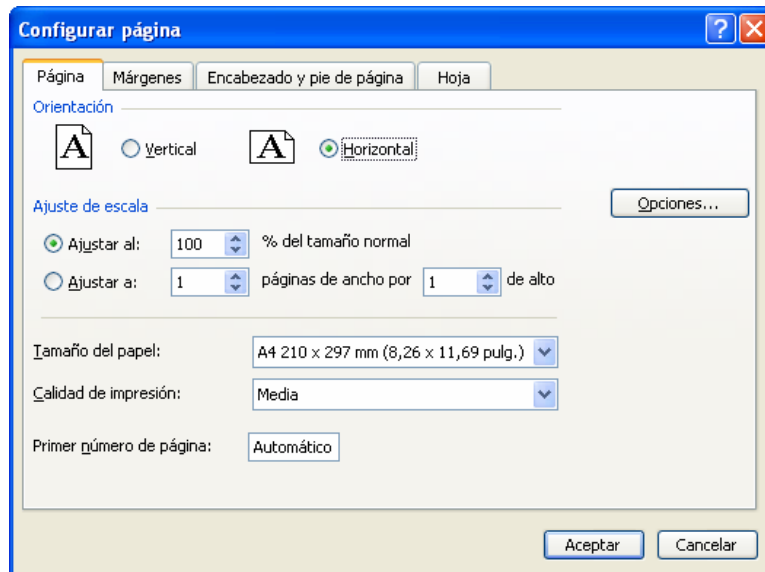 Configurar página
Página Márgenes Encabezado y pie de página Hoja
Orientación
A Vertical A Horizontal
Ajuste de escala
Opciones...
Ajustar al: 100 % del tamaño normal
Ajustar a: 1 páginas de ancho por 1 de alto
Tamaño del papel: A4 210 x 297 mm (8,26 x 11,69 pulg.)
Calidad de impresión: Media
Primer número de página: Automático
Aceptar Cancelar